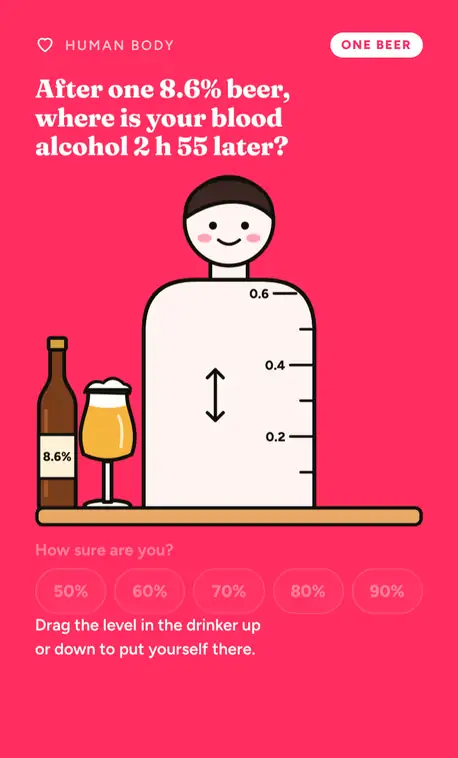 HUMAN BODY
ONE BEER
After one 8.6% beer,
where is your blood
alcohol 2 h 55 later?
0.6
0.4
0.2
8.6%
How sure are you?
50%
60%
70%
80%
90%
Drag the level in the drinker up
or down to put yourself there.